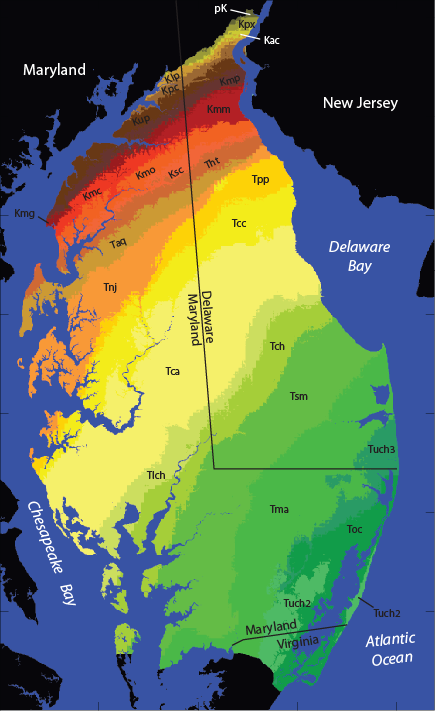 pK
Kpx
Kac
Maryland
Klp
Kpc
Kmp
Kmm
New Jersey
Kup
Kmo
Ksc
Tht
Tpp
Kmc
Kmg
Tcc
Taq
Delaware
Bay
Tnj
Delaware
Maryland
Tch
Tca
Tsm
Tuch3
Tlch
Tma
Toc
Chesapeake Bay
Tuch2
Tuch2
Maryland
Virginia
Atlantic
Ocean